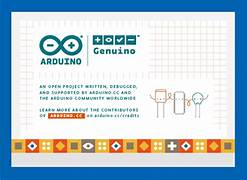 ARDUINO
Genuino
AN OPEN PROJECT WRITTEN, DEBUGGED,
AND SUPPORTED BY ARDUINO.CC AND
THE ARDUINO COMMUNITY WORLDWIDE
LEARN MORE ABOUT THE CONTRIBUTORS
OF ARDUINO.CC on arduino.cc/credits